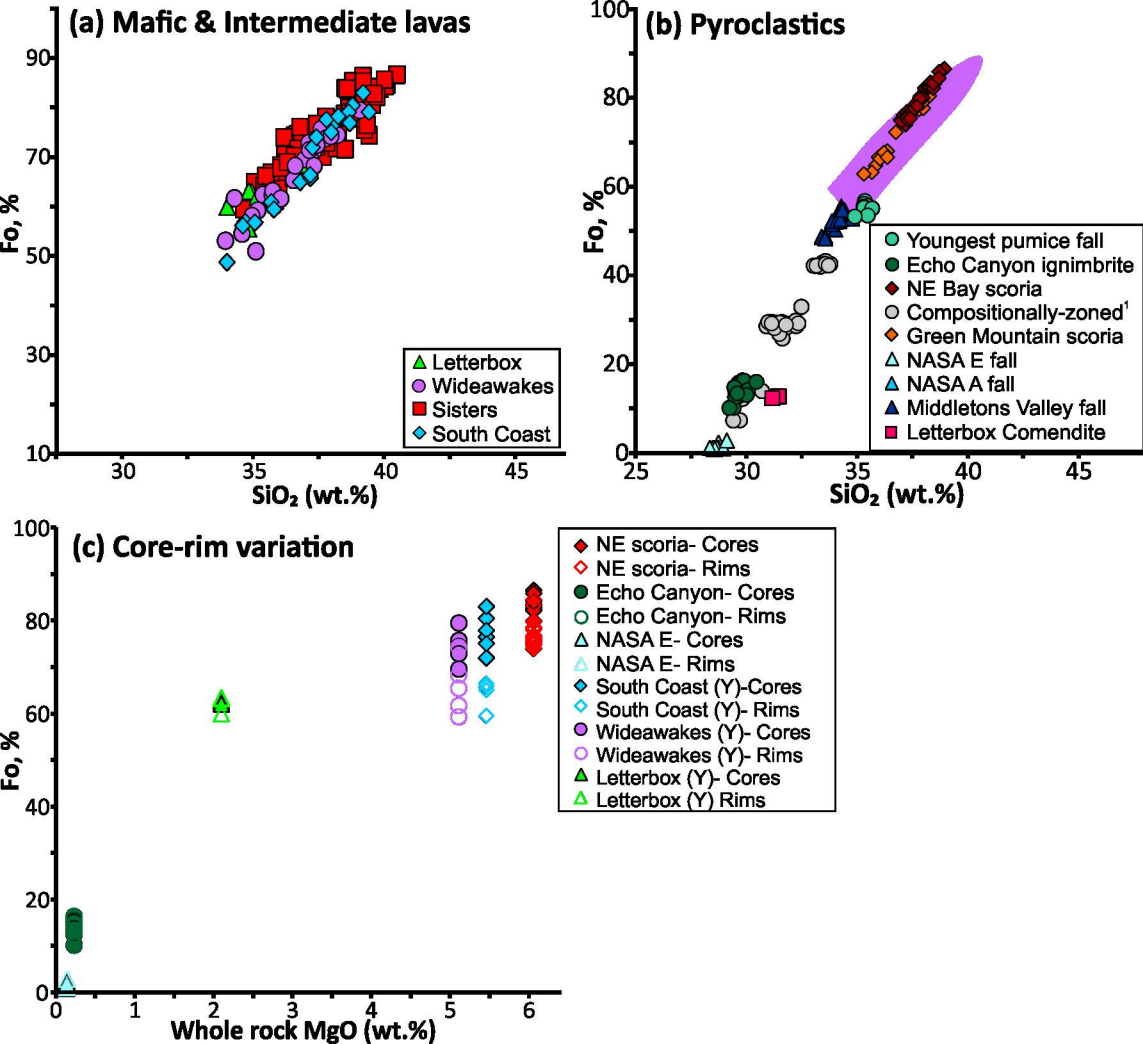 (a) Mafic & Intermediate lavas
90
70
50
30
10
Fo, %
30
35
40
45
SiO₂ (wt.%)
Letterbox
Wideawakes
Sisters
South Coast
(b) Pyroclastics
100
80
60
40
20
0
Fo, %
25
30
35
40
45
SiO₂ (wt.%)
Youngest pumice fall
Echo Canyon ignimbrite
NE Bay scoria
Compositionally-zoned¹
Green Mountain scoria
NASA E fall
NASA A fall
Middletons Valley fall
Letterbox Comendite
(c) Core-rim variation
100
80
60
40
20
0
Fo, %
0
1
2
3
4
5
6
Whole rock MgO (wt.%)
NE scoria- Cores
NE scoria- Rims
Echo Canyon- Cores
Echo Canyon- Rims
NASA E- Cores
NASA E- Rims
South Coast (Y)-Cores
South Coast (Y)- Rims
Wideawakes (Y)- Cores
Wideawakes (Y)- Rims
Letterbox (Y)- Cores
Letterbox (Y) Rims